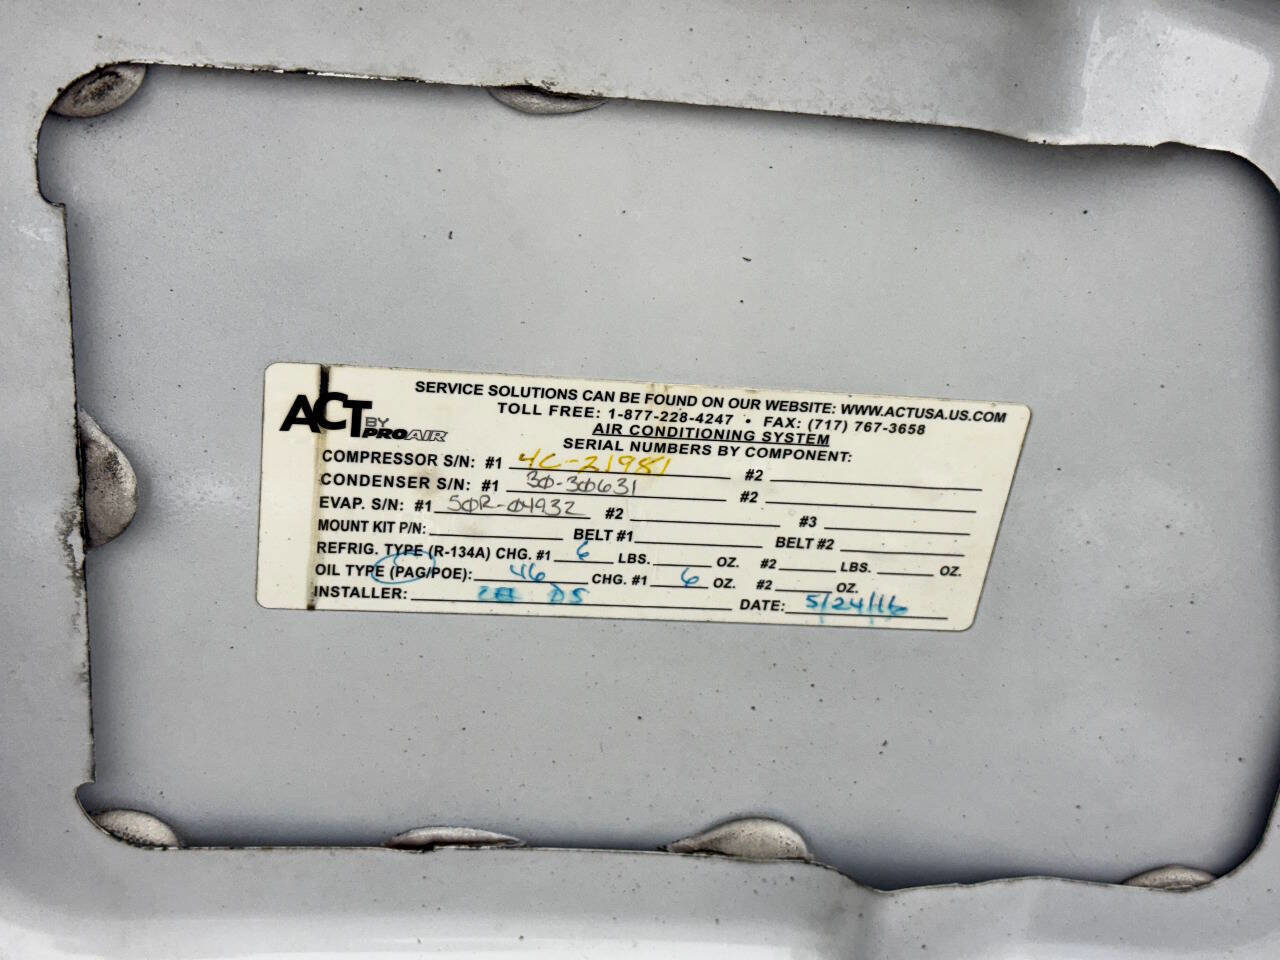 ACT BY PROAIR
SERVICE SOLUTIONS CAN BE FOUND ON OUR WEBSITE: WWW.ACTUSA.US.COM
TOLL FREE: 1-877-228-4247 • FAX: (717) 767-3658
AIR CONDITIONING SYSTEM
SERIAL NUMBERS BY COMPONENT:
COMPRESSOR S/N: #1 4C-21981 #2
CONDENSER S/N: #1 30-30631 #2
EVAP. S/N: #1 50R-04932 #2 #3
MOUNT KIT P/N: BELT #1 BELT #2
REFRIG. TYPE (R-134A) CHG. #1 6 LBS. OZ. #2 LBS. OZ.
OIL TYPE (PAG/POE): 46 CHG. #1 6 OZ. #2 OZ.
INSTALLER: DS DATE: 5/24/16